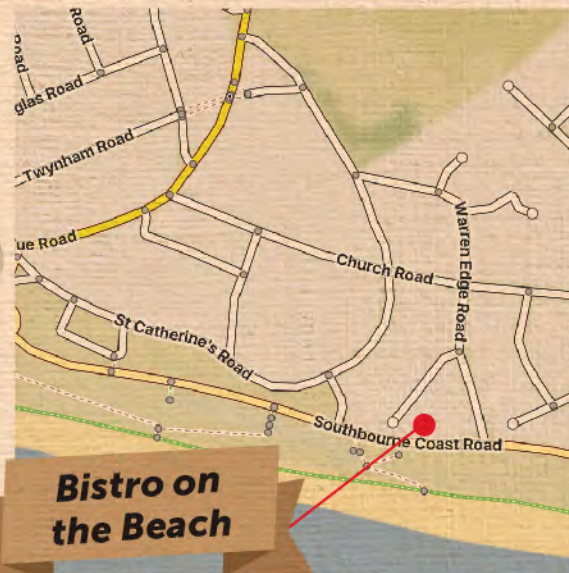 Road
Road
glas Road
Twynham Road
ue Road
Church Road
Warren Edge Road
St Catherine's Road
Southbourne Coast Road
Bistro on
the Beach